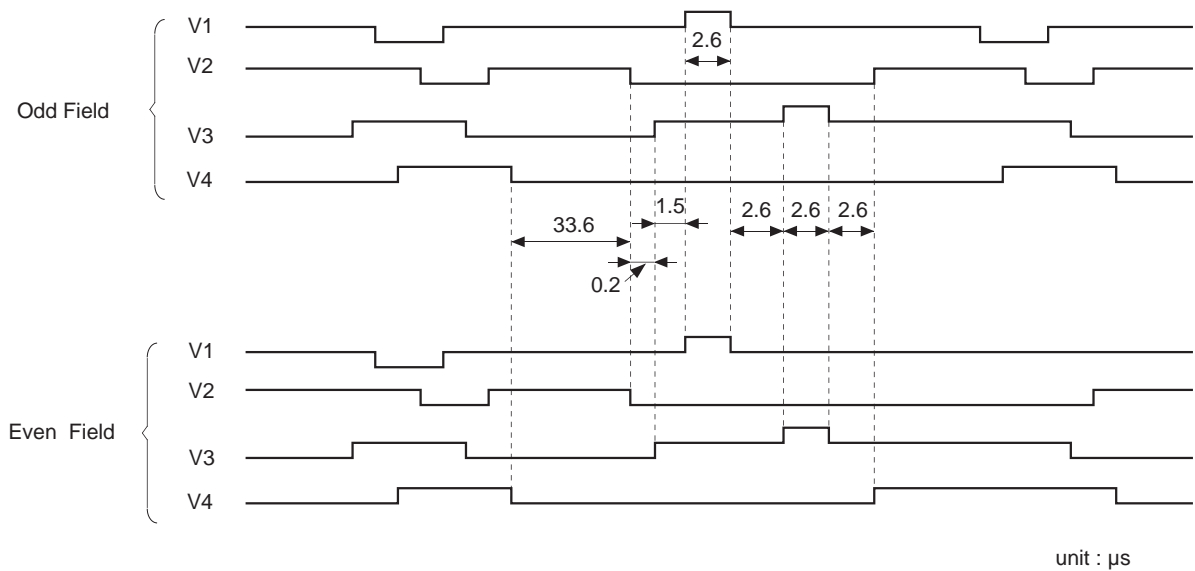 V1
2.6
V2
Odd Field
V3
V4
1.5
33.6
2.6
2.6
2.6
0.2
V1
V2
Even Field
V3
V4
unit : μs